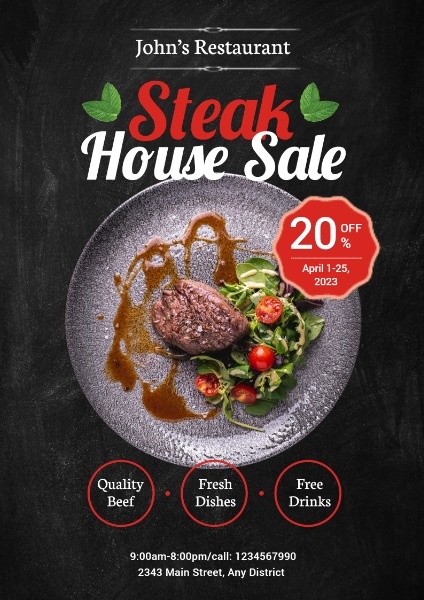 John's Restaurant
Steak
House Sale
20 OFF
%
April 1-25,
2023
Quality
Beef
Fresh
Dishes
Free
Drinks
9:00am-8:00pm/call: 1234567990
2343 Main Street, Any District